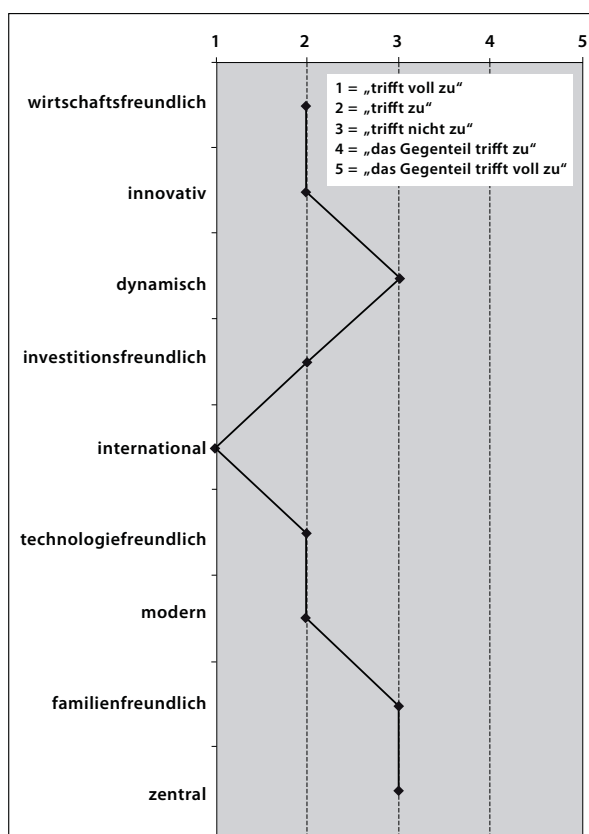 1 2 3 4 5
1 = „trifft voll zu“
2 = „trifft zu“
3 = „trifft nicht zu“
4 = „das Gegenteil trifft zu“
5 = „das Gegenteil trifft voll zu“
wirtschaftsfreundlich
innovativ
dynamisch
investitionsfreundlich
international
technologiefreundlich
modern
familienfreundlich
zentral